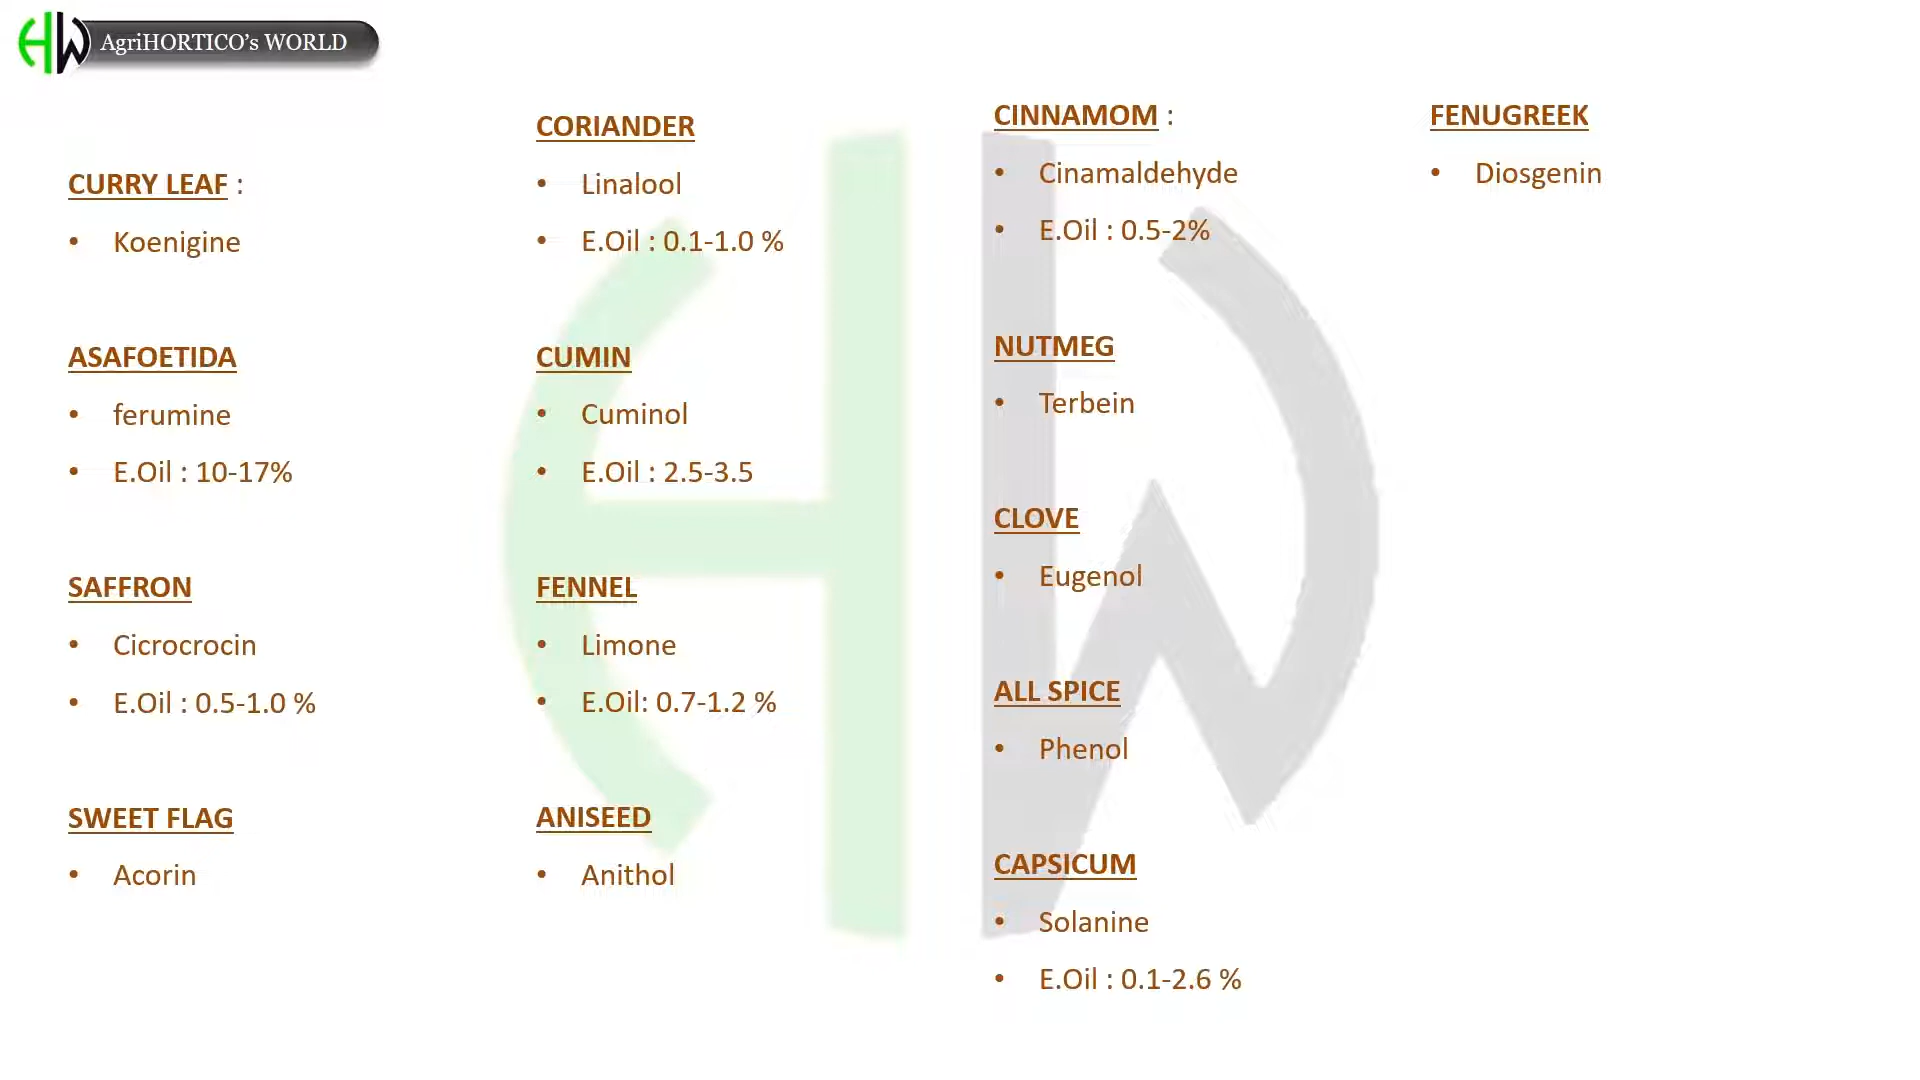 AgriHORTICO's WORLD
CURRY LEAF :
• Koenigine
ASAFOETIDA
• ferumine
• E.Oil : 10-17%
SAFFRON
• Cicrocrocin
• E.Oil : 0.5-1.0 %
SWEET FLAG
• Acorin
CORIANDER
• Linalool
• E.Oil : 0.1-1.0 %
CUMIN
• Cuminol
• E.Oil : 2.5-3.5
FENNEL
• Limone
• E.Oil: 0.7-1.2 %
ANISEED
• Anithol
CINNAMOM :
• Cinamaldehyde
• E.Oil : 0.5-2%
NUTMEG
• Terbein
CLOVE
• Eugenol
ALL SPICE
• Phenol
CAPSICUM
• Solanine
• E.Oil : 0.1-2.6 %
FENUGREEK
• Diosgenin